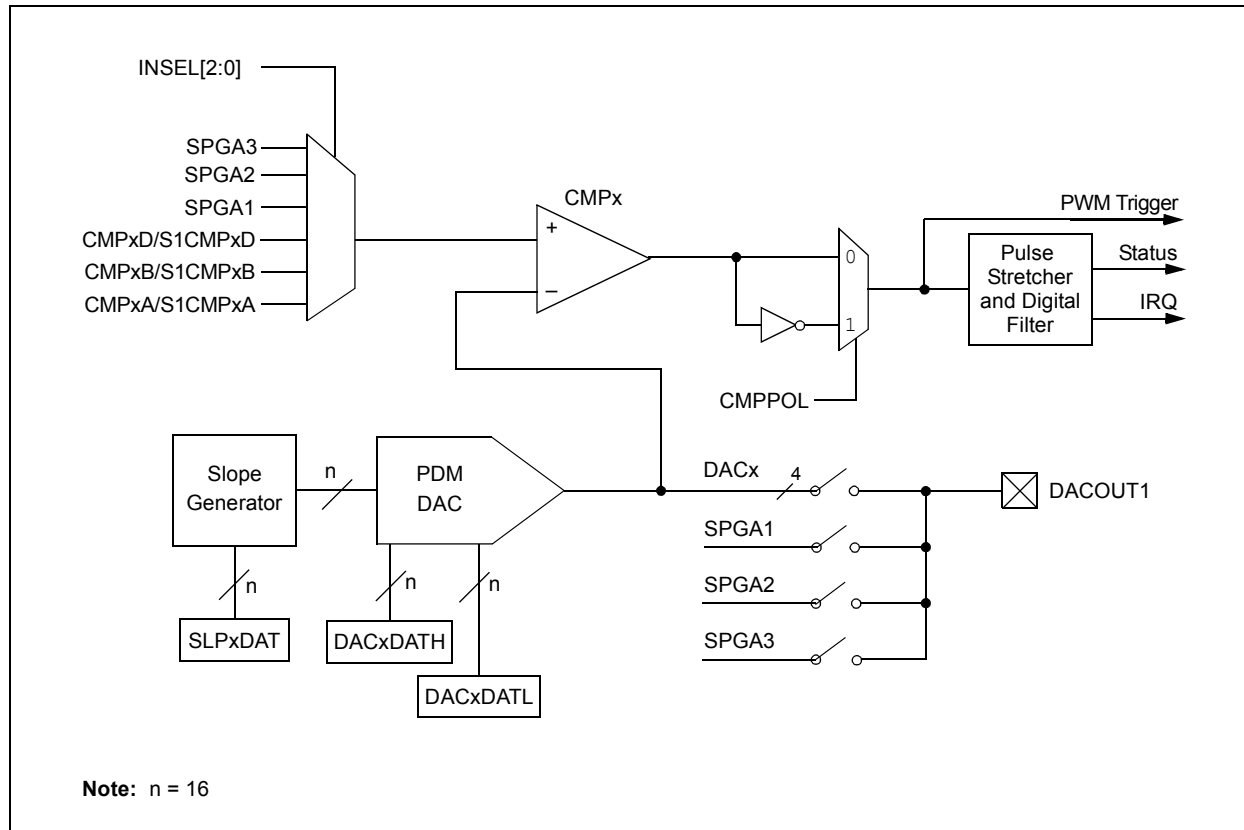 INSEL[2:0]
SPGA3
SPGA2
SPGA1
CMPxD/S1CMPxD
CMPxB/S1CMPxB
CMPxA/S1CMPxA
CMPx
+
–
0
1
CMPPOL
PWM Trigger
Pulse
Stretcher
and Digital
Filter
Status
IRQ
Slope
Generator
n
PDM
DAC
n
SLPxDAT
n
DACxDATH
n
DACxDATL
DACx
4
SPGA1
SPGA2
SPGA3
DACOUT1
Note: n = 16